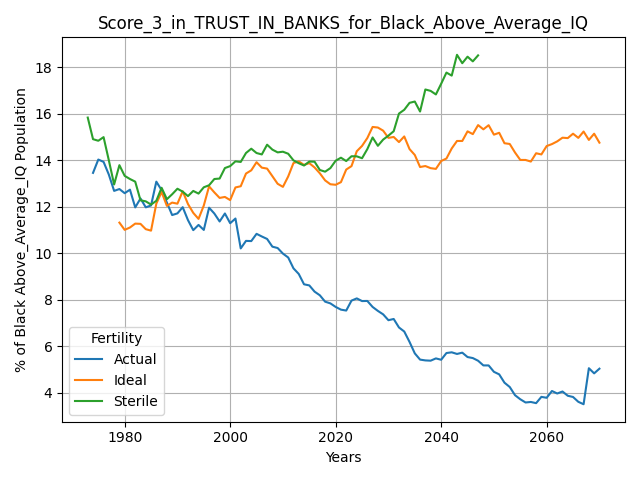 Score_3_in_TRUST_IN_BANKS_for_Black_Above_Average_IQ
% of Black Above_Average_IQ Population
18
16
14
12
10
8
6
4
Fertility
Actual
Ideal
Sterile
1980 2000 2020 2040 2060
Years